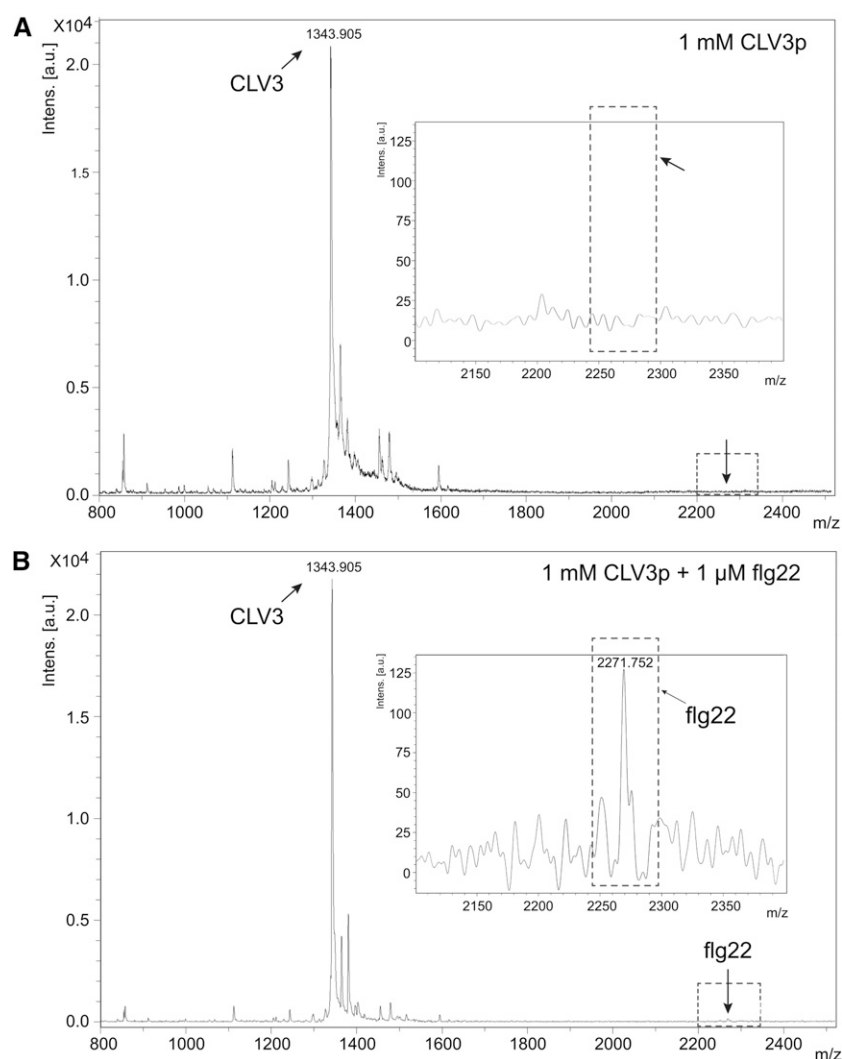 A
X10⁴
1343.905
1 mM CLV3p
CLV3
Intens. [a.u.]
2.0
1.5
1.0
0.5
0.0
Intens. [a.u.]
125
100
75
50
25
0
2150 2200 2250 2300 2350
m/z
800 1000 1200 1400 1600 1800 2000 2200 2400
m/z
B
X10⁴
1343.905
1 mM CLV3p + 1 µM flg22
CLV3
Intens. [a.u.]
2.0
1.5
1.0
0.5
0.0
Intens. [a.u.]
2271.752
flg22
125
100
75
50
25
0
2150 2200 2250 2300 2350
m/z
flg22
800 1000 1200 1400 1600 1800 2000 2200 2400
m/z